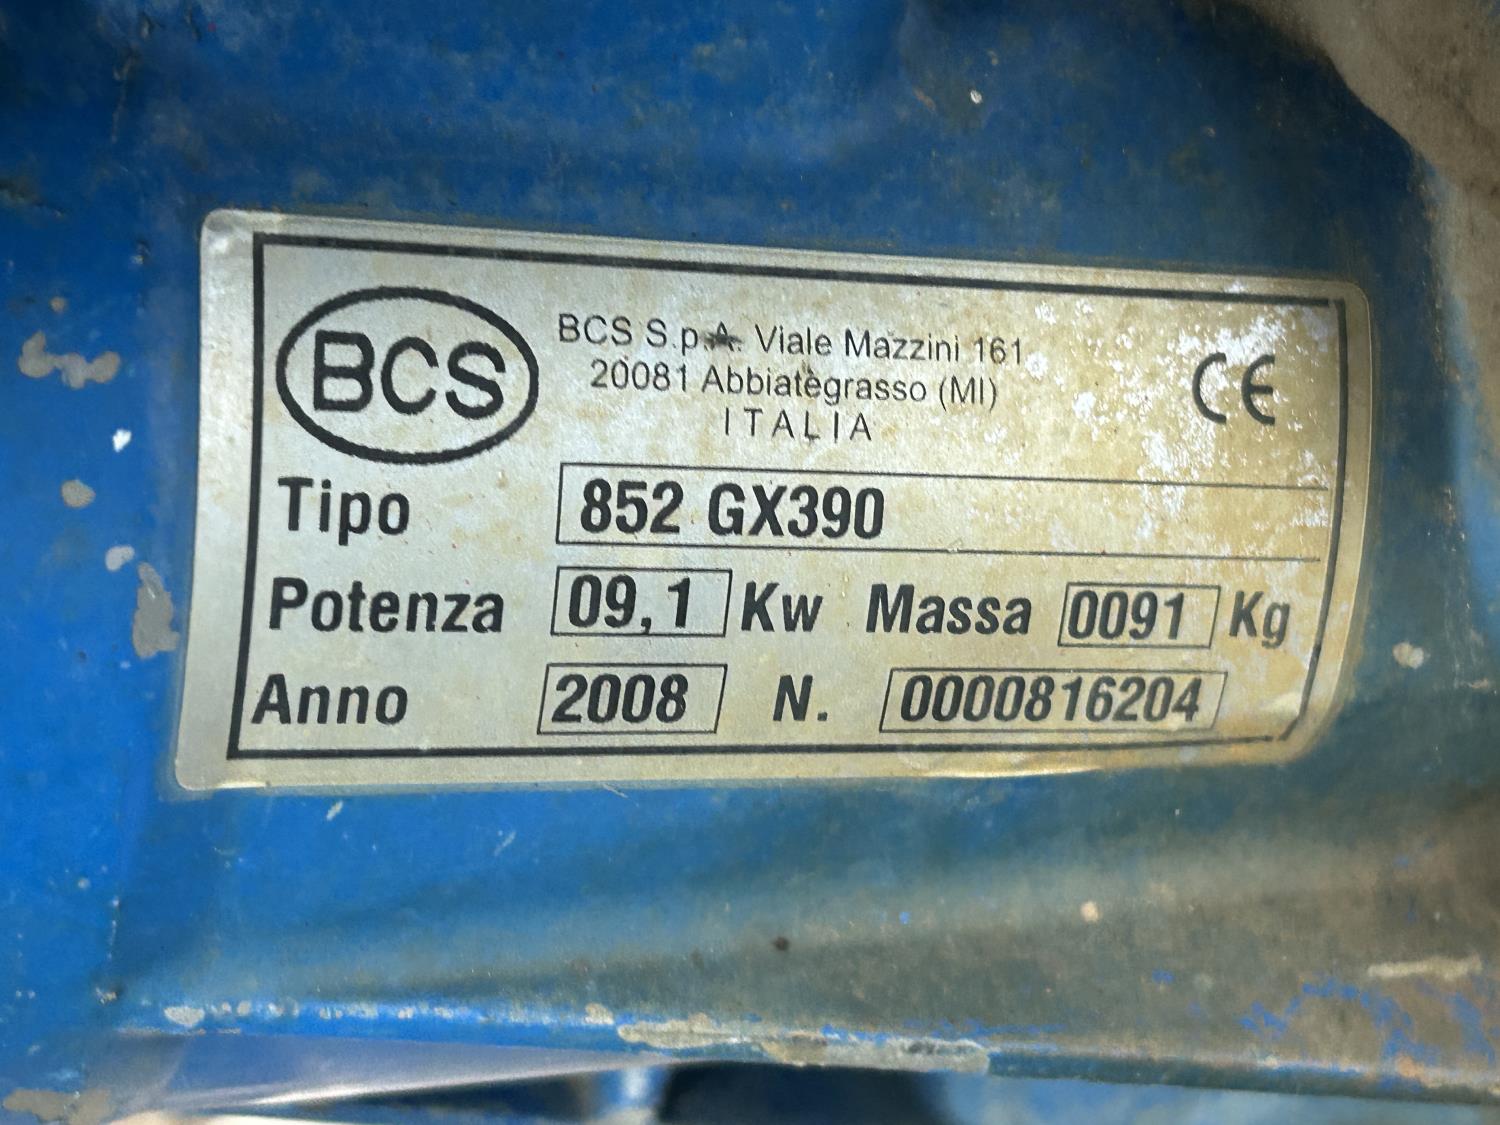 BCS
BCS S.p.A. Viale Mazzini 161
20081 Abbiategrasso (MI)
ITALIA
CE
Tipo 852 GX390
Potenza 09,1 Kw Massa 0091 Kg
Anno 2008 N. 0000816204